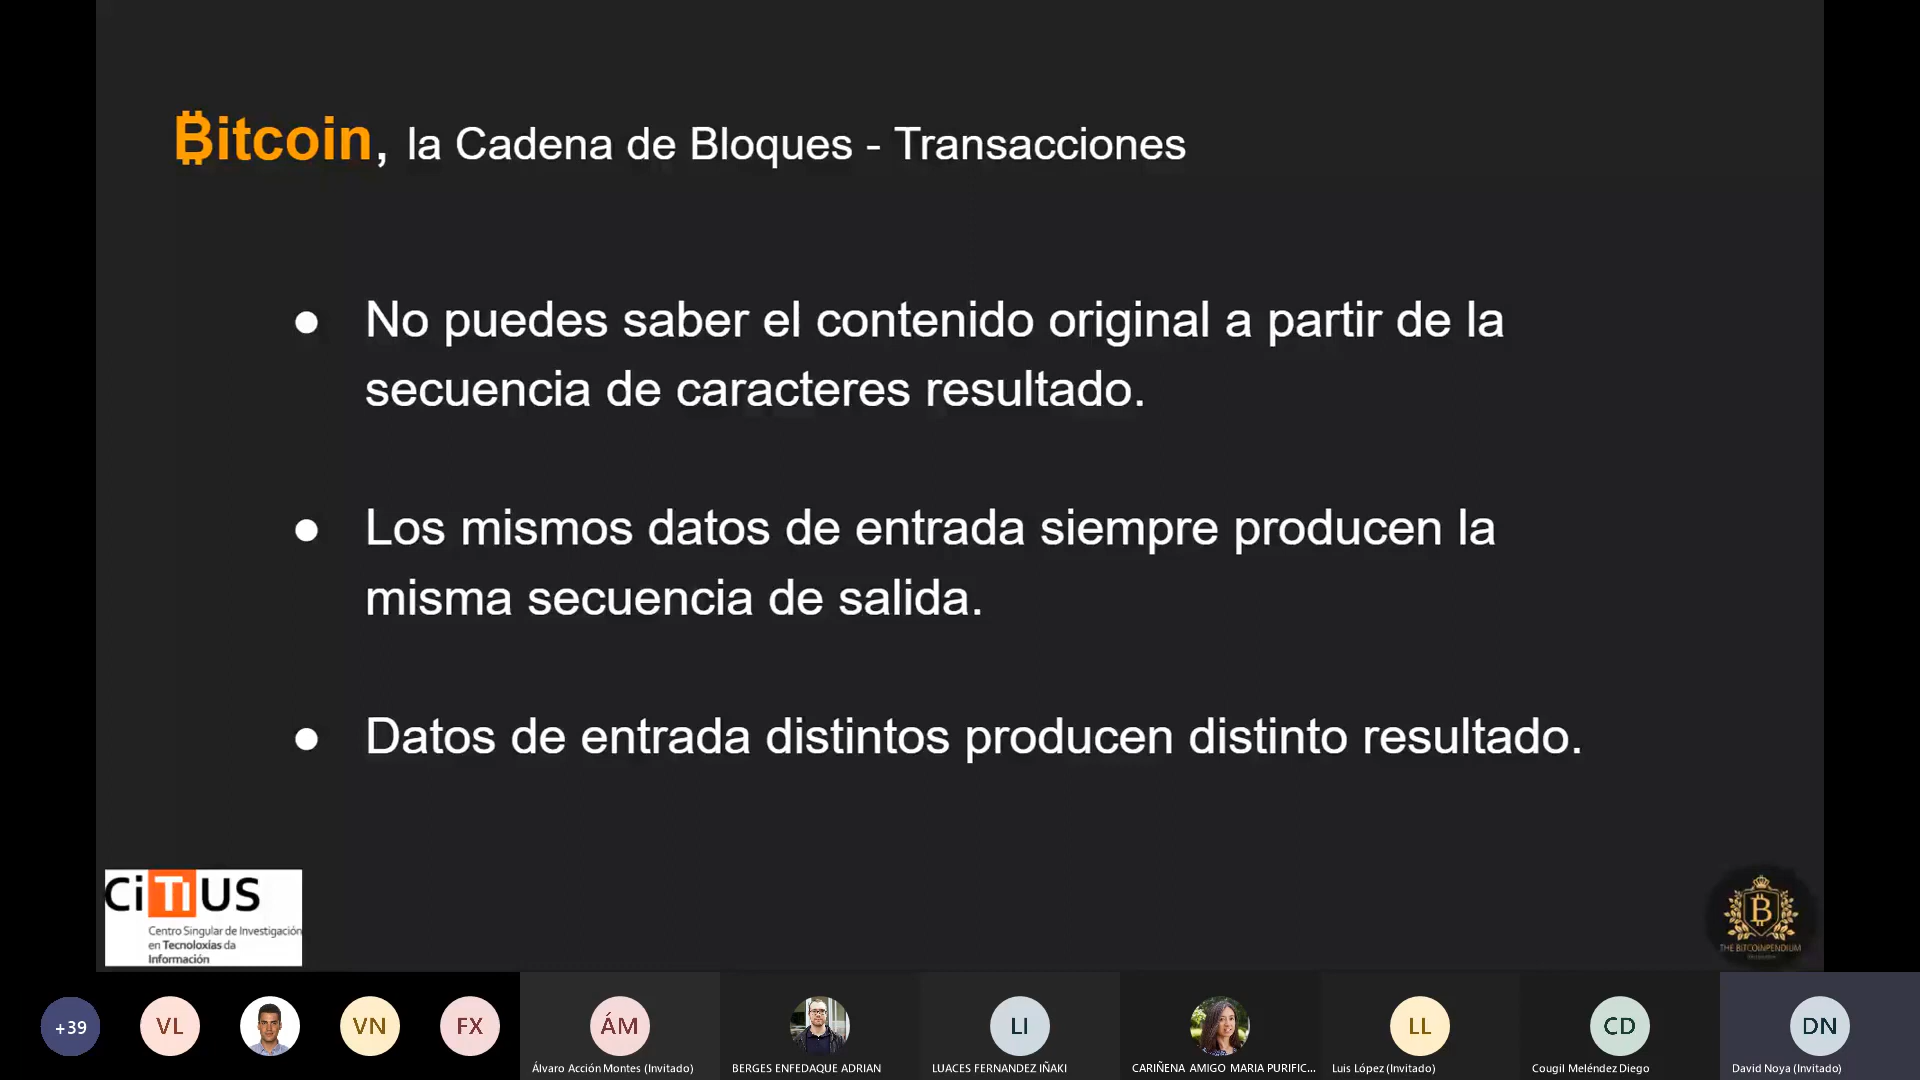 ₿itcoin, la Cadena de Bloques - Transacciones
● No puedes saber el contenido original a partir de la
secuencia de caracteres resultado.
● Los mismos datos de entrada siempre producen la
misma secuencia de salida.
● Datos de entrada distintos producen distinto resultado.
CiTIUS
Centro Singular de Investigación
en Tecnoloxías da
Información
B
THE BITCOINPENDIUM
+39
VL
VN
FX
ÁM
LI
LL
CD
DN
Álvaro Acción Montes (Invitado)
BERGES ENFEDAQUE ADRIAN
LUACES FERNANDEZ IÑAKI
CARIÑENA AMIGO MARIA PURIFIC...
Luis López (Invitado)
Cougil Meléndez Diego
David Noya (Invitado)